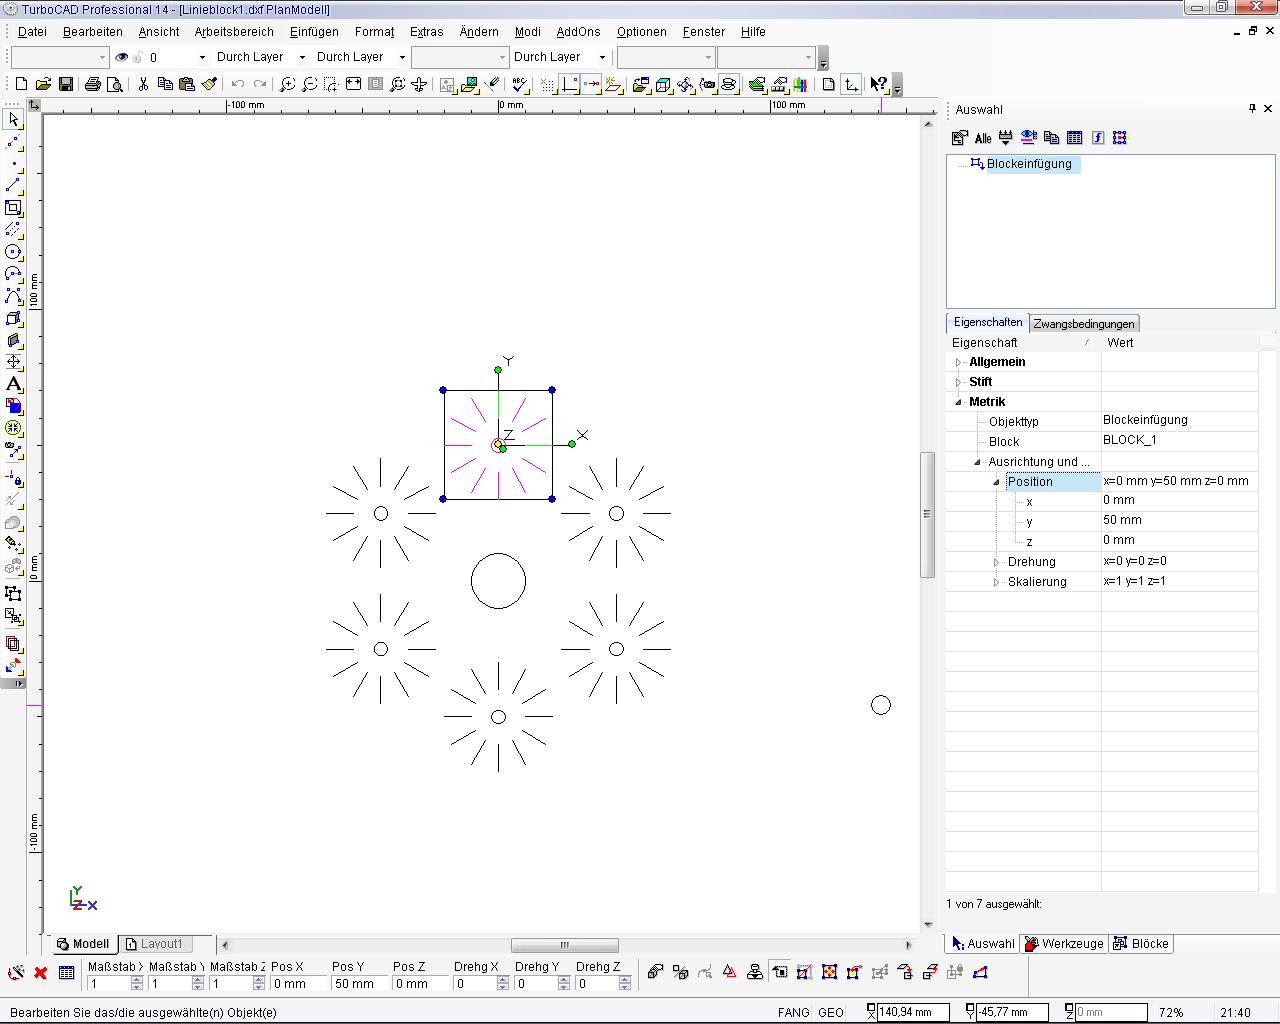 TurboCAD Professional 14 - [Linieblock1.dxf PlanModell]
Datei Bearbeiten Ansicht Arbeitsbereich Einfügen Format Extras Ändern Modi AddOns Optionen Fenster Hilfe
0 Durch Layer Durch Layer Durch Layer
-100 mm 0 mm 100 mm
Auswahl
Alle
Blockeinfügung
100 mm
Eigenschaften Zwangsbedingungen
Eigenschaft Wert
Allgemein
Stift
Metrik
Objekttyp Blockeinfügung
Block BLOCK_1
Ausrichtung und ...
Position x=0 mm y=50 mm z=0 mm
x 0 mm
y 50 mm
z 0 mm
Drehung x=0 y=0 z=0
Skalierung x=1 y=1 z=1
Y
Z X
0 mm
-100 mm
Y
Z X
1 von 7 ausgewählt:
Modell Layout1
Auswahl Werkzeuge Blöcke
Maßstab X Maßstab Y Maßstab Z Pos X Pos Y Pos Z Drehg X Drehg Y Drehg Z
1 1 1 0 mm 50 mm 0 mm 0 0 0
Bearbeiten Sie das/die ausgewählte(n) Objekt(e) FANG GEO X 140,94 mm Y -45,77 mm Z 0 mm 72% 21:40